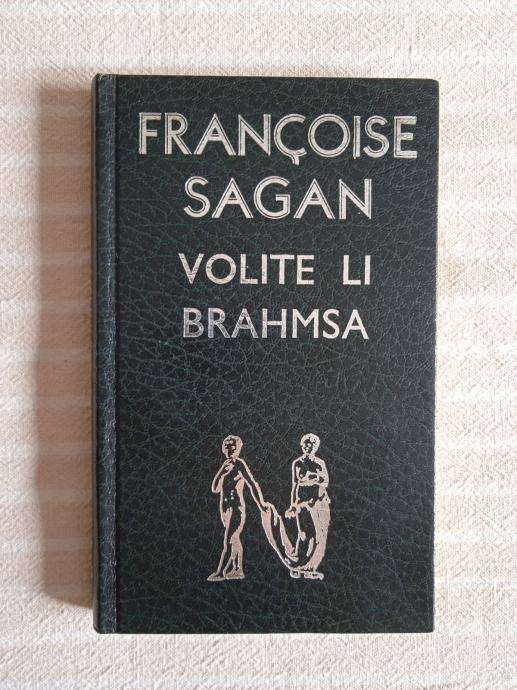 FRANÇOISE
SAGAN
VOLITE LI
BRAHMSA